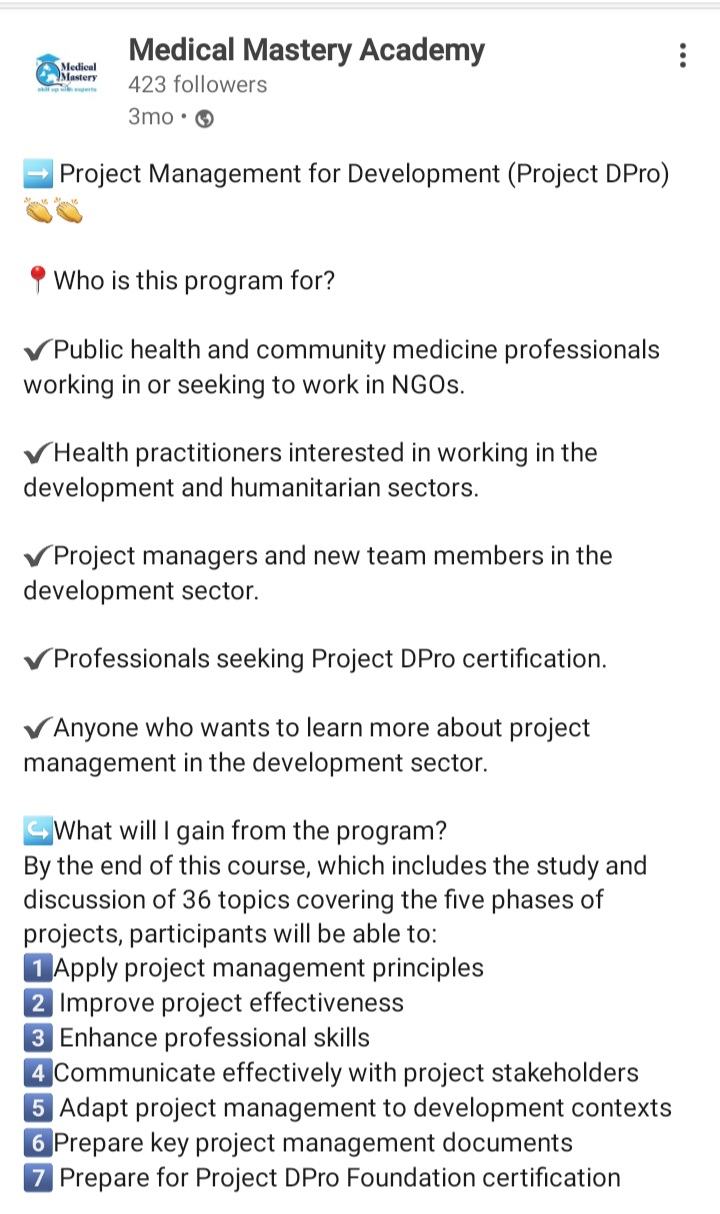 Medical
Mastery
skill up with experts
Medical Mastery Academy
423 followers
3mo •
➡️ Project Management for Development (Project DPro)
👏👏
📍Who is this program for?
✔Public health and community medicine professionals
working in or seeking to work in NGOs.
✔Health practitioners interested in working in the
development and humanitarian sectors.
✔Project managers and new team members in the
development sector.
✔Professionals seeking Project DPro certification.
✔Anyone who wants to learn more about project
management in the development sector.
↪️What will I gain from the program?
By the end of this course, which includes the study and
discussion of 36 topics covering the five phases of
projects, participants will be able to:
1️⃣Apply project management principles
2️⃣ Improve project effectiveness
3️⃣ Enhance professional skills
4️⃣Communicate effectively with project stakeholders
5️⃣ Adapt project management to development contexts
6️⃣Prepare key project management documents
7️⃣ Prepare for Project DPro Foundation certification